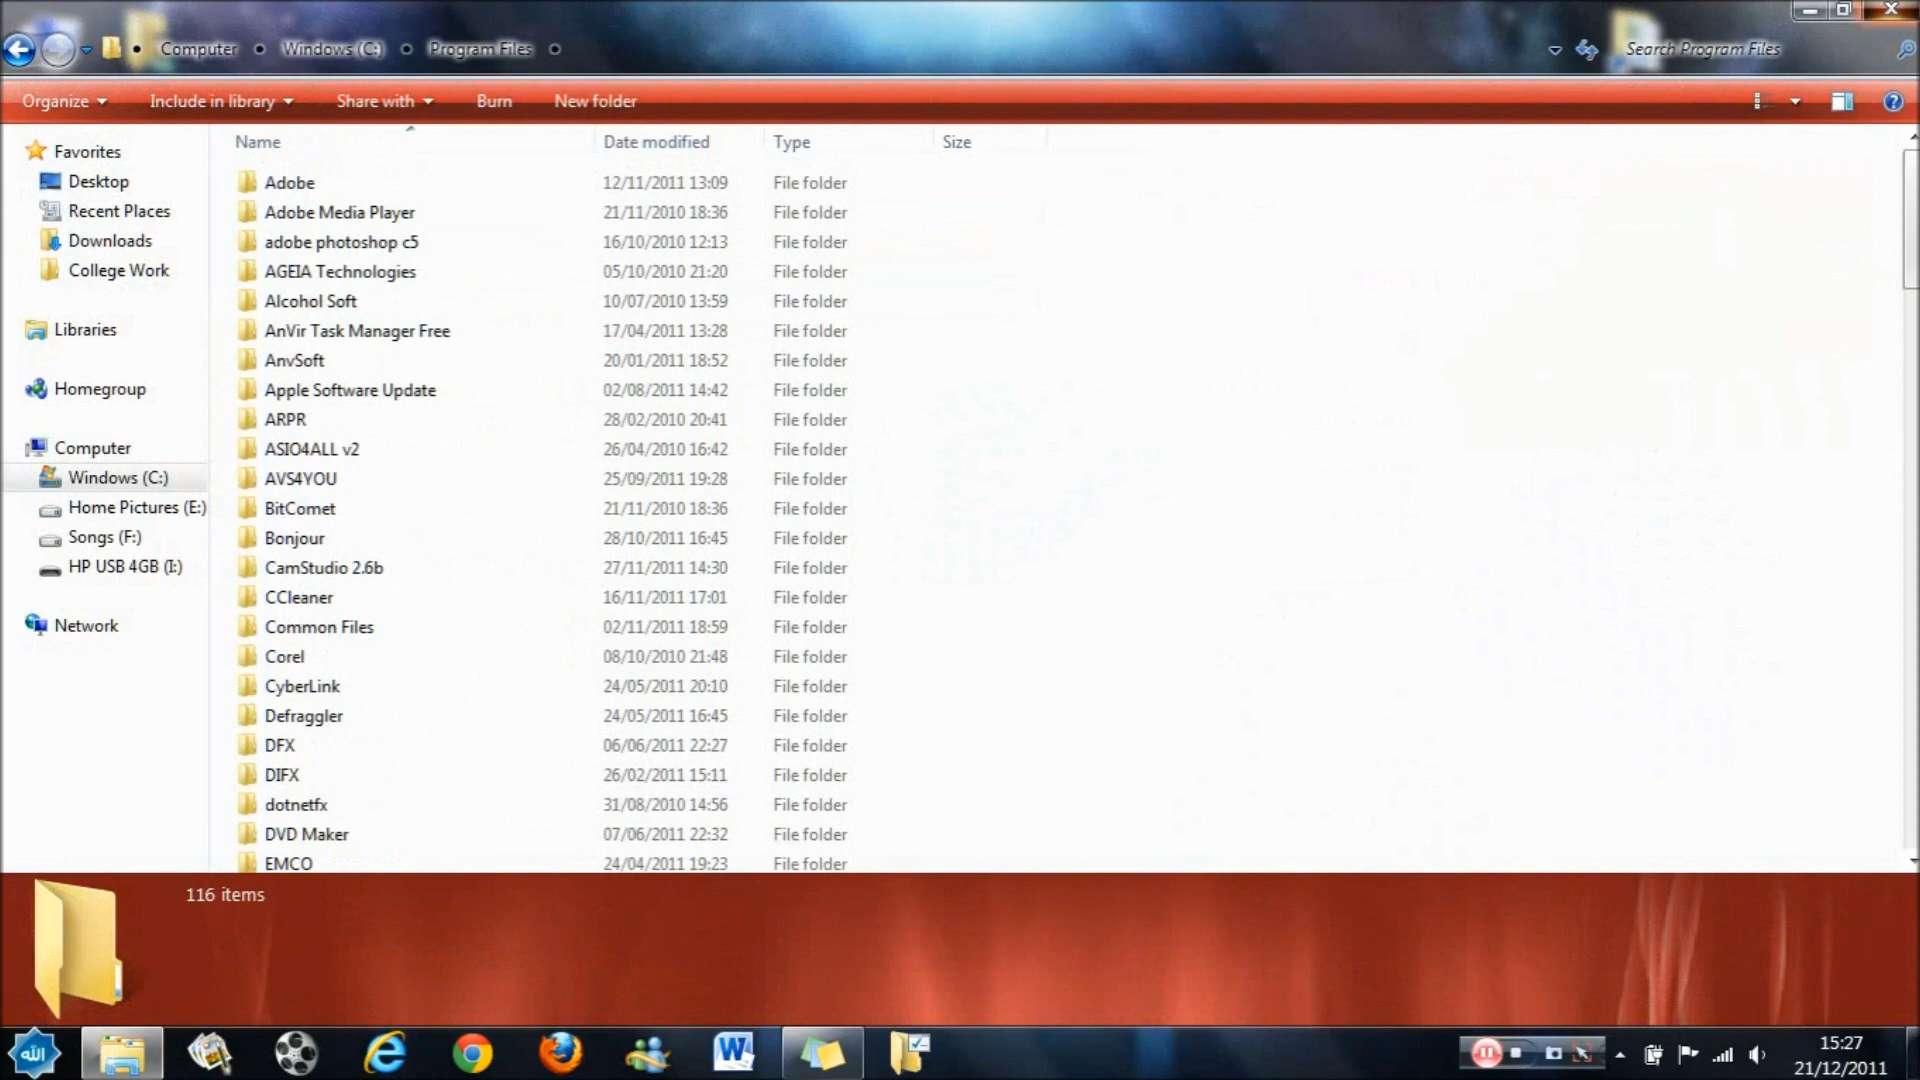 Computer • Windows (C:) • Program Files •
Search Program Files
Organize Include in library Share with Burn New folder
Name Date modified Type Size
Favorites
Desktop
Recent Places
Downloads
College Work
Libraries
Homegroup
Computer
Windows (C:)
Home Pictures (E:)
Songs (F:)
HP USB 4GB (I:)
Network
Adobe 12/11/2011 13:09 File folder
Adobe Media Player 21/11/2010 18:36 File folder
adobe photoshop c5 16/10/2010 12:13 File folder
AGEIA Technologies 05/10/2010 21:20 File folder
Alcohol Soft 10/07/2010 13:59 File folder
AnVir Task Manager Free 17/04/2011 13:28 File folder
AnvSoft 20/01/2011 18:52 File folder
Apple Software Update 02/08/2011 14:42 File folder
ARPR 28/02/2010 20:41 File folder
ASIO4ALL v2 26/04/2010 16:42 File folder
AVS4YOU 25/09/2011 19:28 File folder
BitComet 21/11/2010 18:36 File folder
Bonjour 28/10/2011 16:45 File folder
CamStudio 2.6b 27/11/2011 14:30 File folder
CCleaner 16/11/2011 17:01 File folder
Common Files 02/11/2011 18:59 File folder
Corel 08/10/2010 21:48 File folder
CyberLink 24/05/2011 20:10 File folder
Defraggler 24/05/2011 16:45 File folder
DFX 06/06/2011 22:27 File folder
DIFX 26/02/2011 15:11 File folder
dotnetfx 31/08/2010 14:56 File folder
DVD Maker 07/06/2011 22:32 File folder
EMCO 24/04/2011 19:23 File folder
116 items
الله
W
15:27
21/12/2011